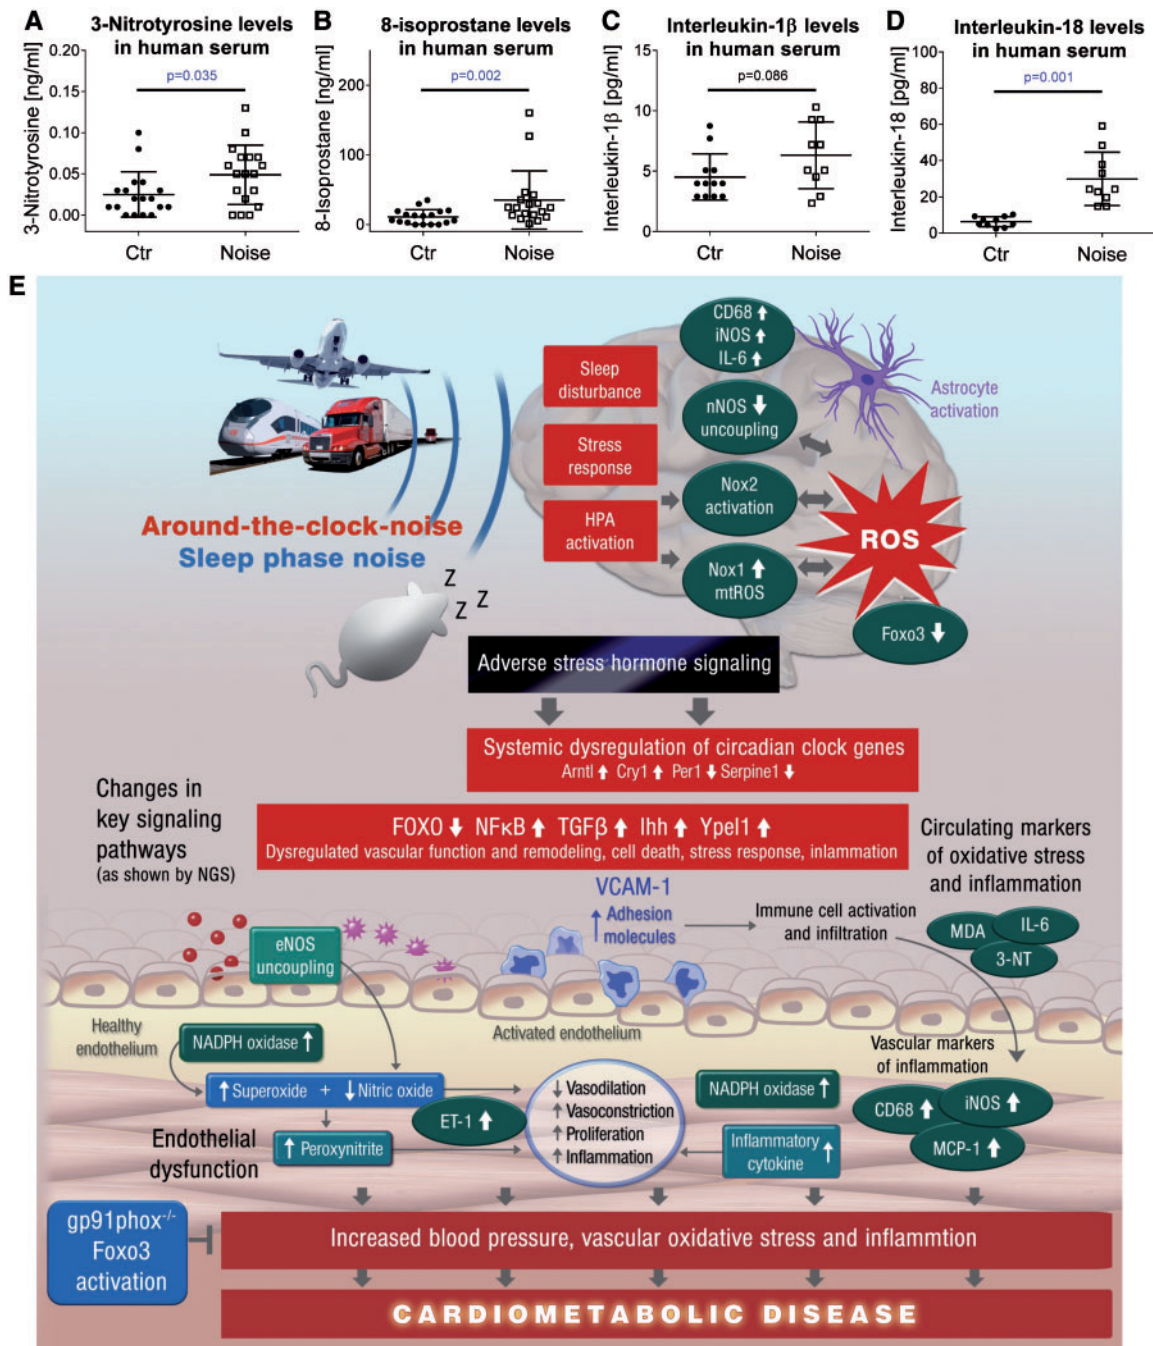 A
3-Nitrotyrosine levels
in human serum
3-Nitrotyrosine [ng/ml]
0.20
0.15
0.10
0.05
0.00
p=0.035
Ctr
Noise
B
8-isoprostane levels
in human serum
8-Isoprostane [ng/ml]
200
100
0
p=0.002
Ctr
Noise
C
Interleukin-1β levels
in human serum
Interleukin-1β [pg/ml]
15
10
5
0
p=0.086
Ctr
Noise
D
Interleukin-18 levels
in human serum
Interleukin-18 [pg/ml]
100
80
60
40
20
0
p=0.001
Ctr
Noise
E
Around-the-clock-noise
Sleep phase noise
Z
Z
Z
Sleep
disturbance
Stress
response
HPA
activation
CD68 ⬆
iNOS ⬆
IL-6 ⬆
nNOS ⬇
uncoupling
Nox2
activation
Nox1 ⬆
mtROS
Astrocyte
activation
ROS
Foxo3 ⬇
Adverse stress hormone signaling
Systemic dysregulation of circadian clock genes
Arntl ⬆ Cry1 ⬆ Per1 ⬇ Serpine1 ⬇
Changes in
key signaling
pathways
(as shown by NGS)
FOXO ⬇ NFκB ⬆ TGFβ ⬆ Ihh ⬆ Ypel1 ⬆
Dysregulated vascular function and remodeling, cell death, stress response, inlammation
Circulating markers
of oxidative stress
and inflammation
MDA
IL-6
3-NT
VCAM-1
↑ Adhesion
molecules
Immune cell activation
and infiltration
eNOS
uncoupling
Healthy
endothelium
Activated endothelium
NADPH oxidase ↑
↑ Superoxide + ↓ Nitric oxide
ET-1 ⬆
↑ Peroxynitrite
Endothelial
dysfunction
↓ Vasodilation
↑ Vasoconstriction
↑ Proliferation
↑ Inflammation
NADPH oxidase ↑
Inflammatory
cytokine ↑
Vascular markers
of inflammation
CD68 ⬆
iNOS ⬆
MCP-1 ⬆
gp91phox-/-
Foxo3
activation
Increased blood pressure, vascular oxidative stress and inflammtion
CARDIOMETABOLIC DISEASE